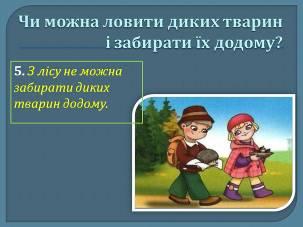 Чи можна ловити диких тварин
і забирати їх додому?
5. З лісу не можна
забирати диких
тварин додому.